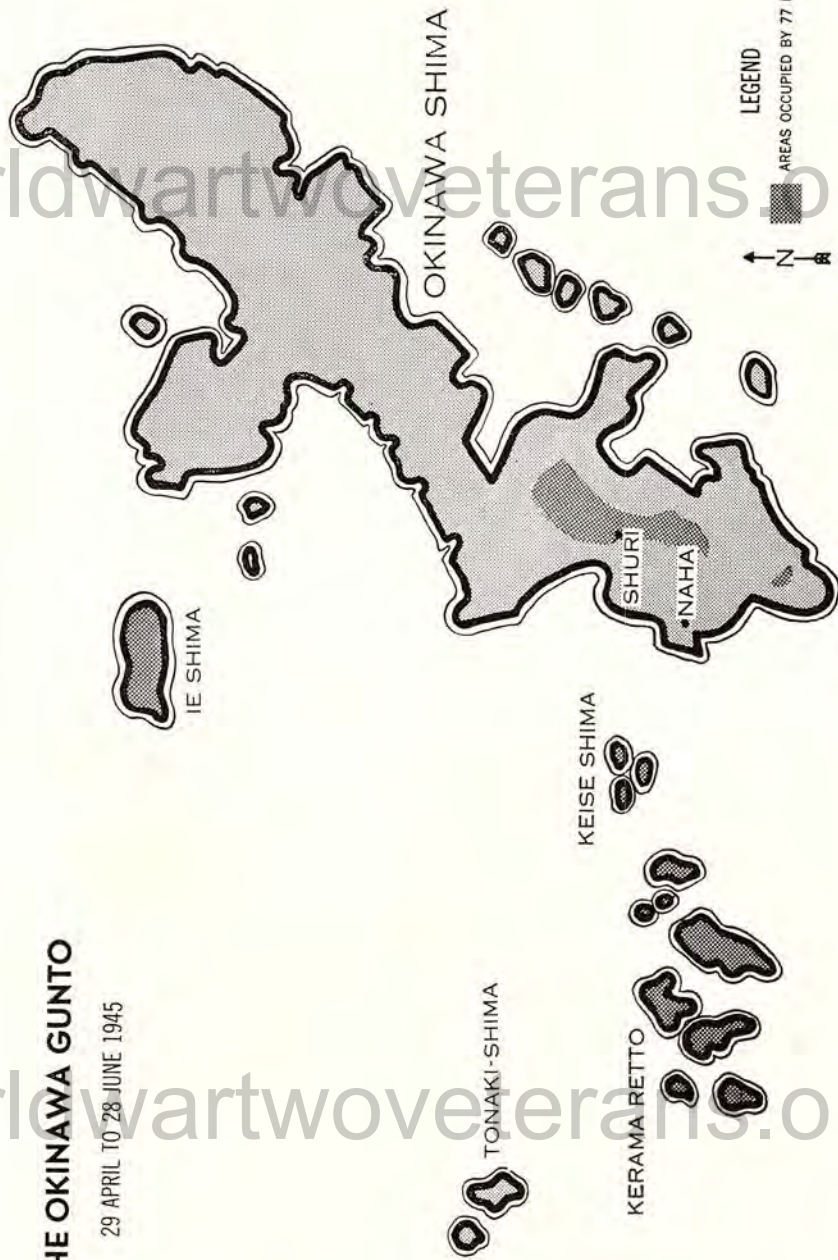 HE OKINAWA GUNTO
29 APRIL TO 28 JUNE 1945
OKINAWA SHIMA
IE SHIMA
SHURI
NAHA
KEISE SHIMA
TONAKI-SHIMA
KERAMA RETTO
LEGEND
AREAS OCCUPIED BY 77
N
rldwartwoveterans.o
rldwartwoveterans.o